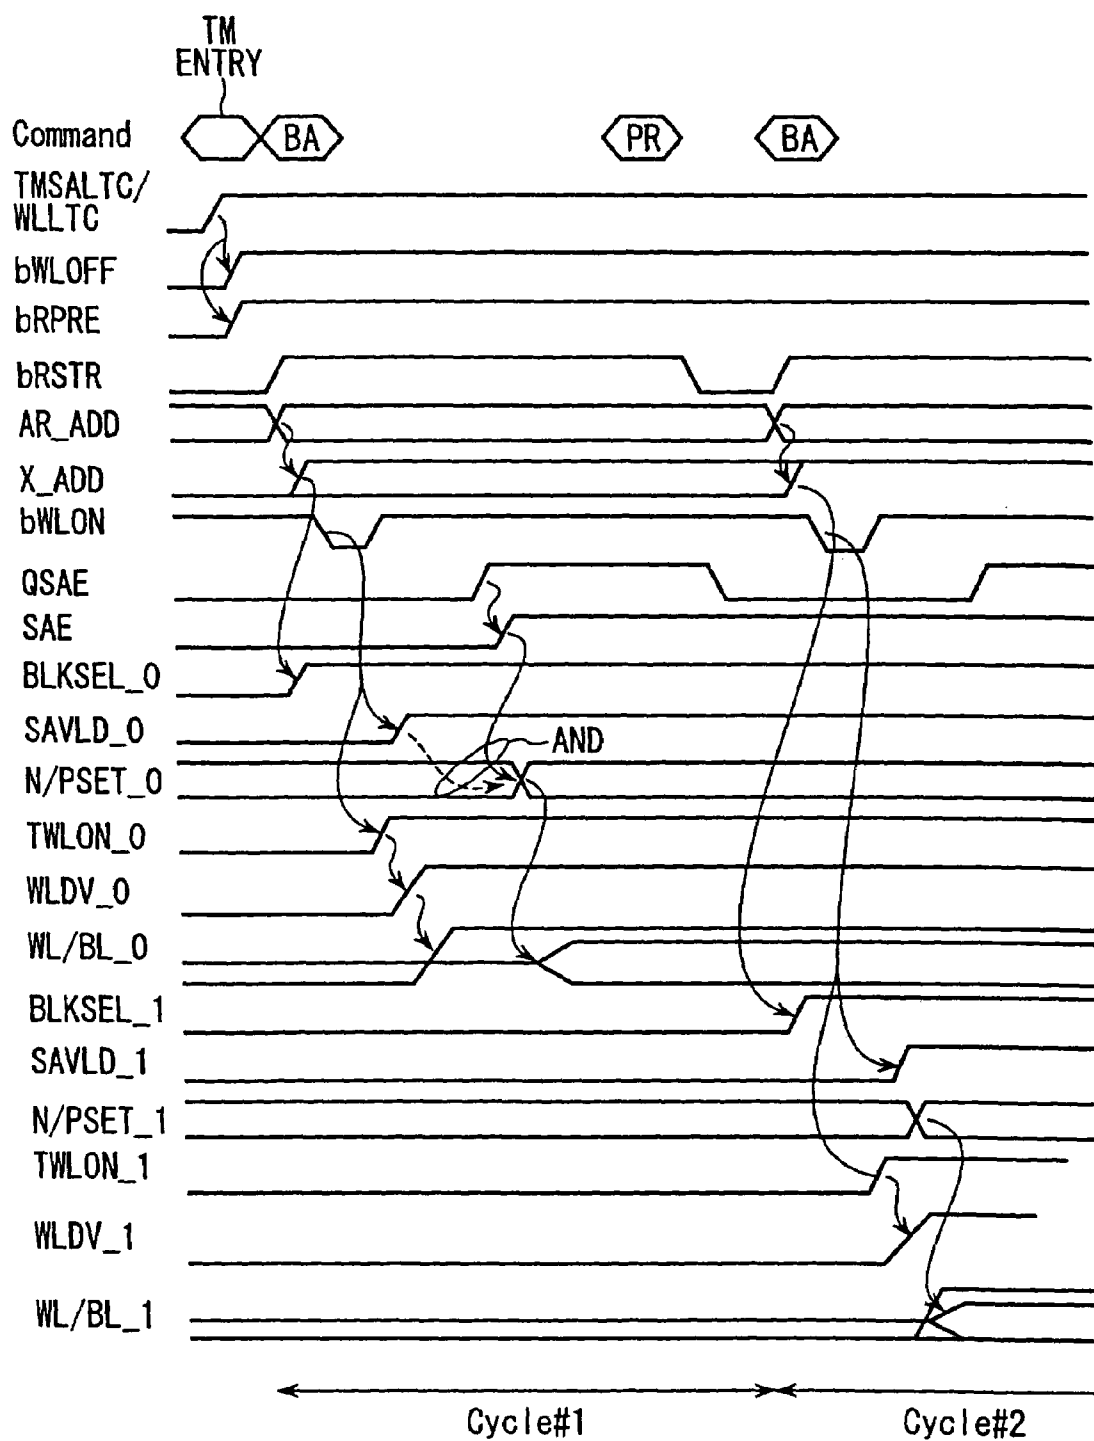 TM
ENTRY
Command BA PR BA
TMSALTC/
WLLTC
bWLOFF
bRPRE
bRSTR
AR_ADD
X_ADD
bWLON
QSAE
SAE
BLKSEL_0
SAVLD_0
AND
N/PSET_0
TWLON_0
WLDV_0
WL/BL_0
BLKSEL_1
SAVLD_1
N/PSET_1
TWLON_1
WLDV_1
WL/BL_1
Cycle#1 Cycle#2